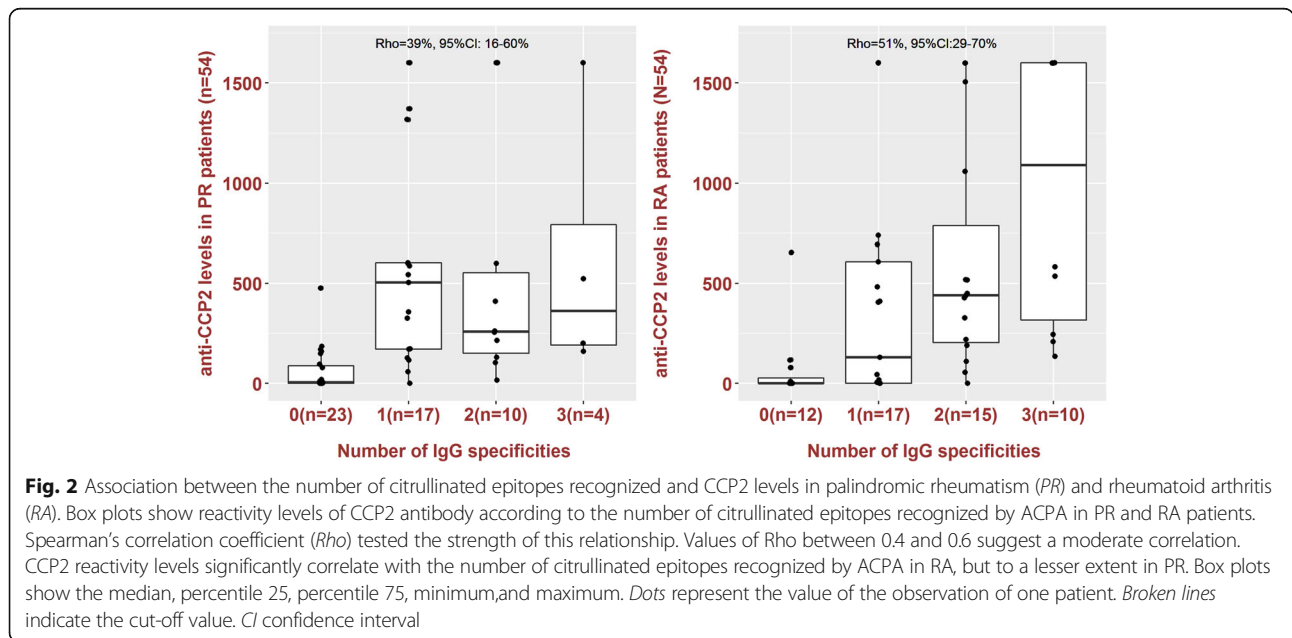 anti-CCP2 levels in PR patients (n=54)
Rho=39%, 95%CI: 16-60%
1500
1000
500
0
0(n=23) 1(n=17) 2(n=10) 3(n=4)
Number of IgG specificities
anti-CCP2 levels in RA patients (N=54)
Rho=51%, 95%CI:29-70%
1500
1000
500
0
0(n=12) 1(n=17) 2(n=15) 3(n=10)
Number of IgG specificities
Fig. 2 Association between the number of citrullinated epitopes recognized and CCP2 levels in palindromic rheumatism (PR) and rheumatoid arthritis
(RA). Box plots show reactivity levels of CCP2 antibody according to the number of citrullinated epitopes recognized by ACPA in PR and RA patients.
Spearman's correlation coefficient (Rho) tested the strength of this relationship. Values of Rho between 0.4 and 0.6 suggest a moderate correlation.
CCP2 reactivity levels significantly correlate with the number of citrullinated epitopes recognized by ACPA in RA, but to a lesser extent in PR. Box plots
show the median, percentile 25, percentile 75, minimum,and maximum. Dots represent the value of the observation of one patient. Broken lines
indicate the cut-off value. CI confidence interval